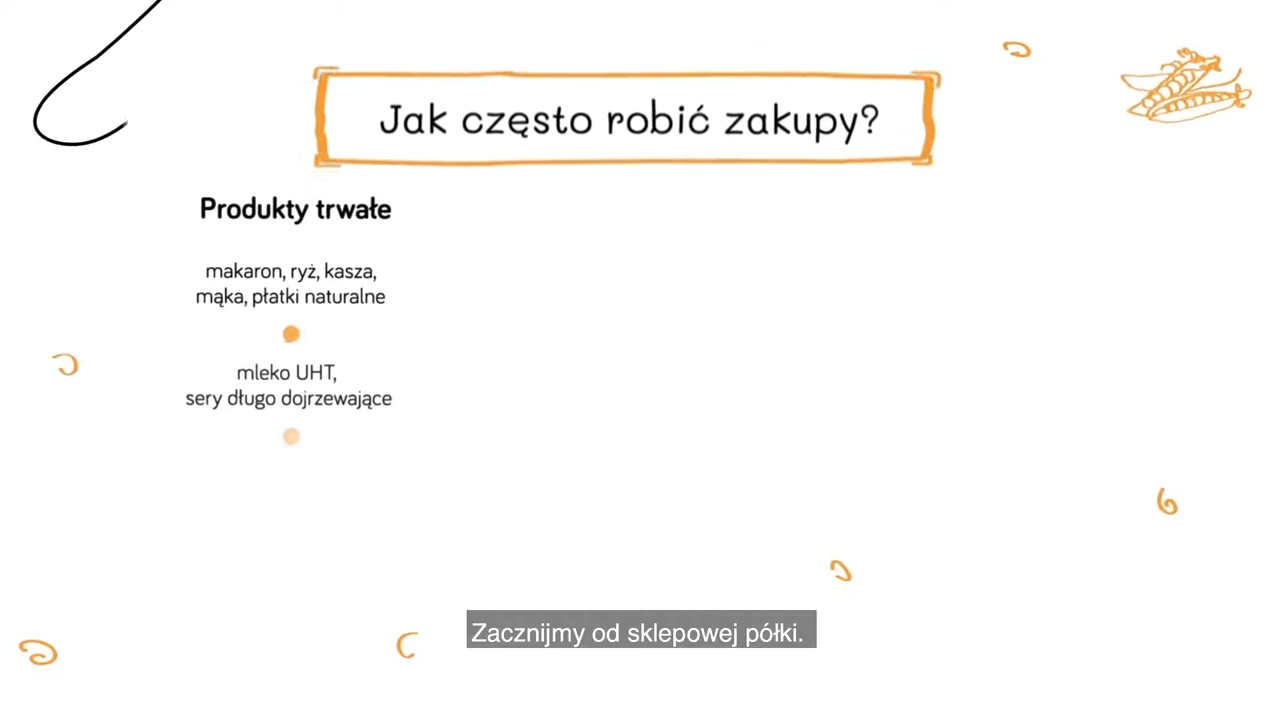 Jak często robić zakupy?
Produkty trwałe
makaron, ryż, kasza,
mąka, płatki naturalne
mleko UHT,
sery długo dojrzewające
Zacznijmy od sklepowej półki.